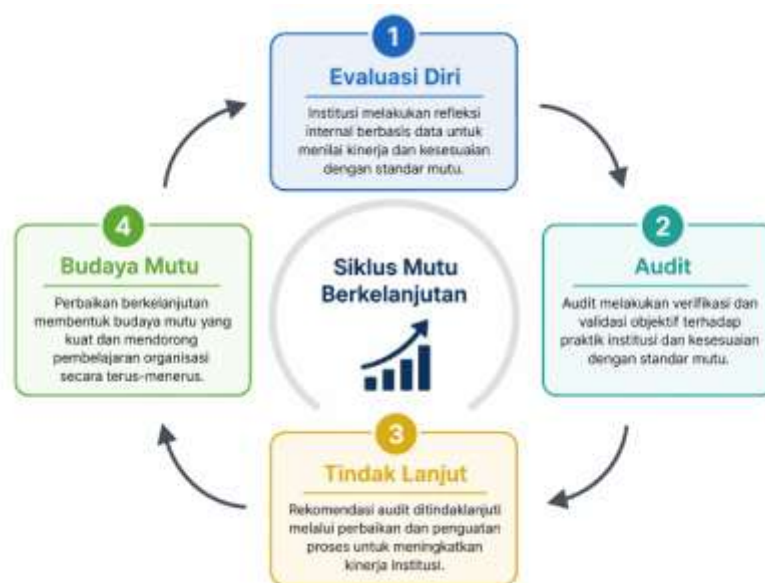 1
Evaluasi Diri
Institusi melakukan refleksi
internal berbasis data untuk
menilai kinerja dan kesesuaian
dengan standar mutu.
2
Audit
Audit melakukan verifikasi dan
validasi objektif terhadap
praktik institusi dan kesesuaian
dengan standar mutu.
3
Tindak Lanjut
Rekomendasi audit ditindaklanjuti
melalui perbaikan dan penguatan
proses untuk meningkatkan
kinerja institusi.
4
Budaya Mutu
Perbaikan berkelanjutan
membentuk budaya mutu yang
kuat dan mendorong
pembelajaran organisasi
secara terus-menerus.
Siklus Mutu
Berkelanjutan